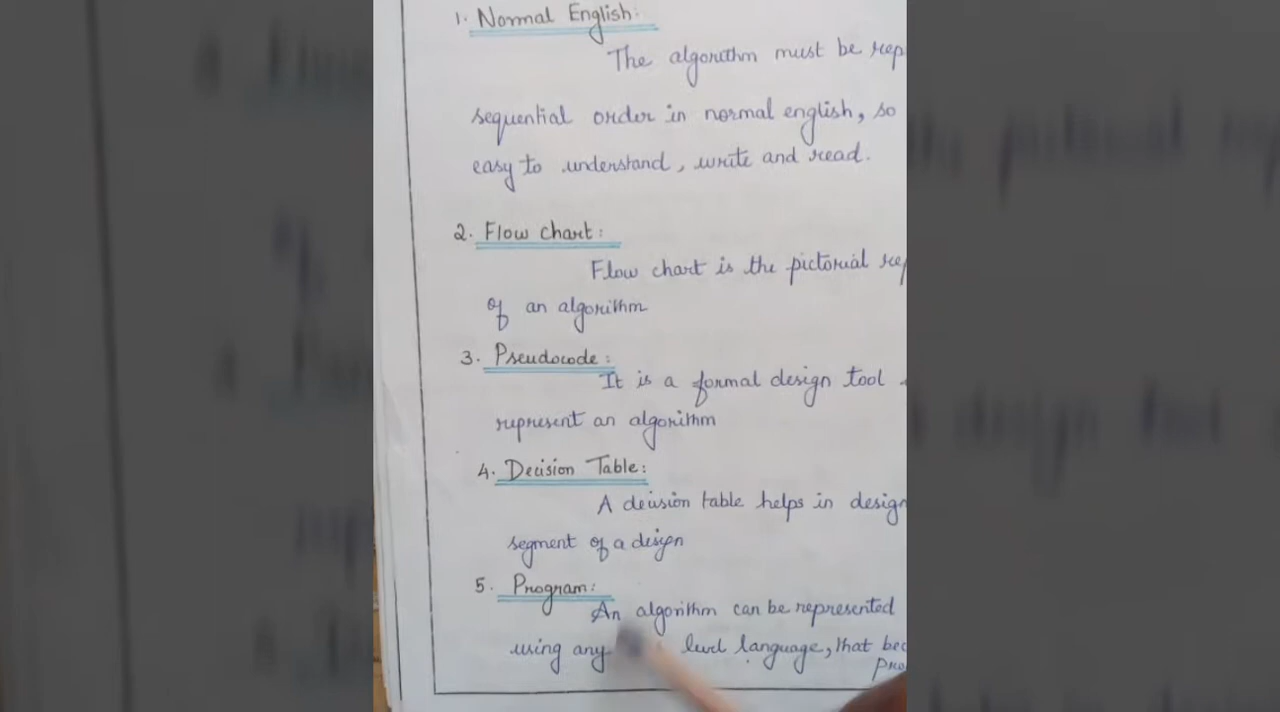 1. Normal English:
The algorithm must be rep
sequential order in normal english, so
easy to understand, write and read.
2. Flow chart:
Flow chart is the pictorial rep
of an algorithm
3. Pseudocode:
It is a formal design tool
represent an algorithm
4. Decision Table:
A decision table helps in design
segment of a design
5. Program:
An algorithm can be represented
using any level language, that bec
pro